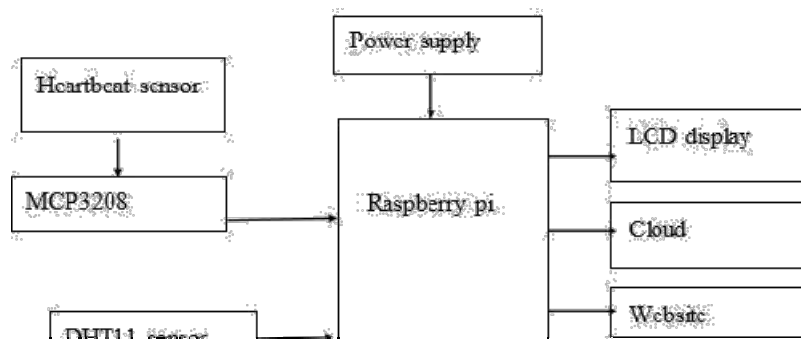 Power supply
Heartbeat sensor
LCD display
MCP3208
Raspberry pi
Cloud
Website
DHT11 sensor